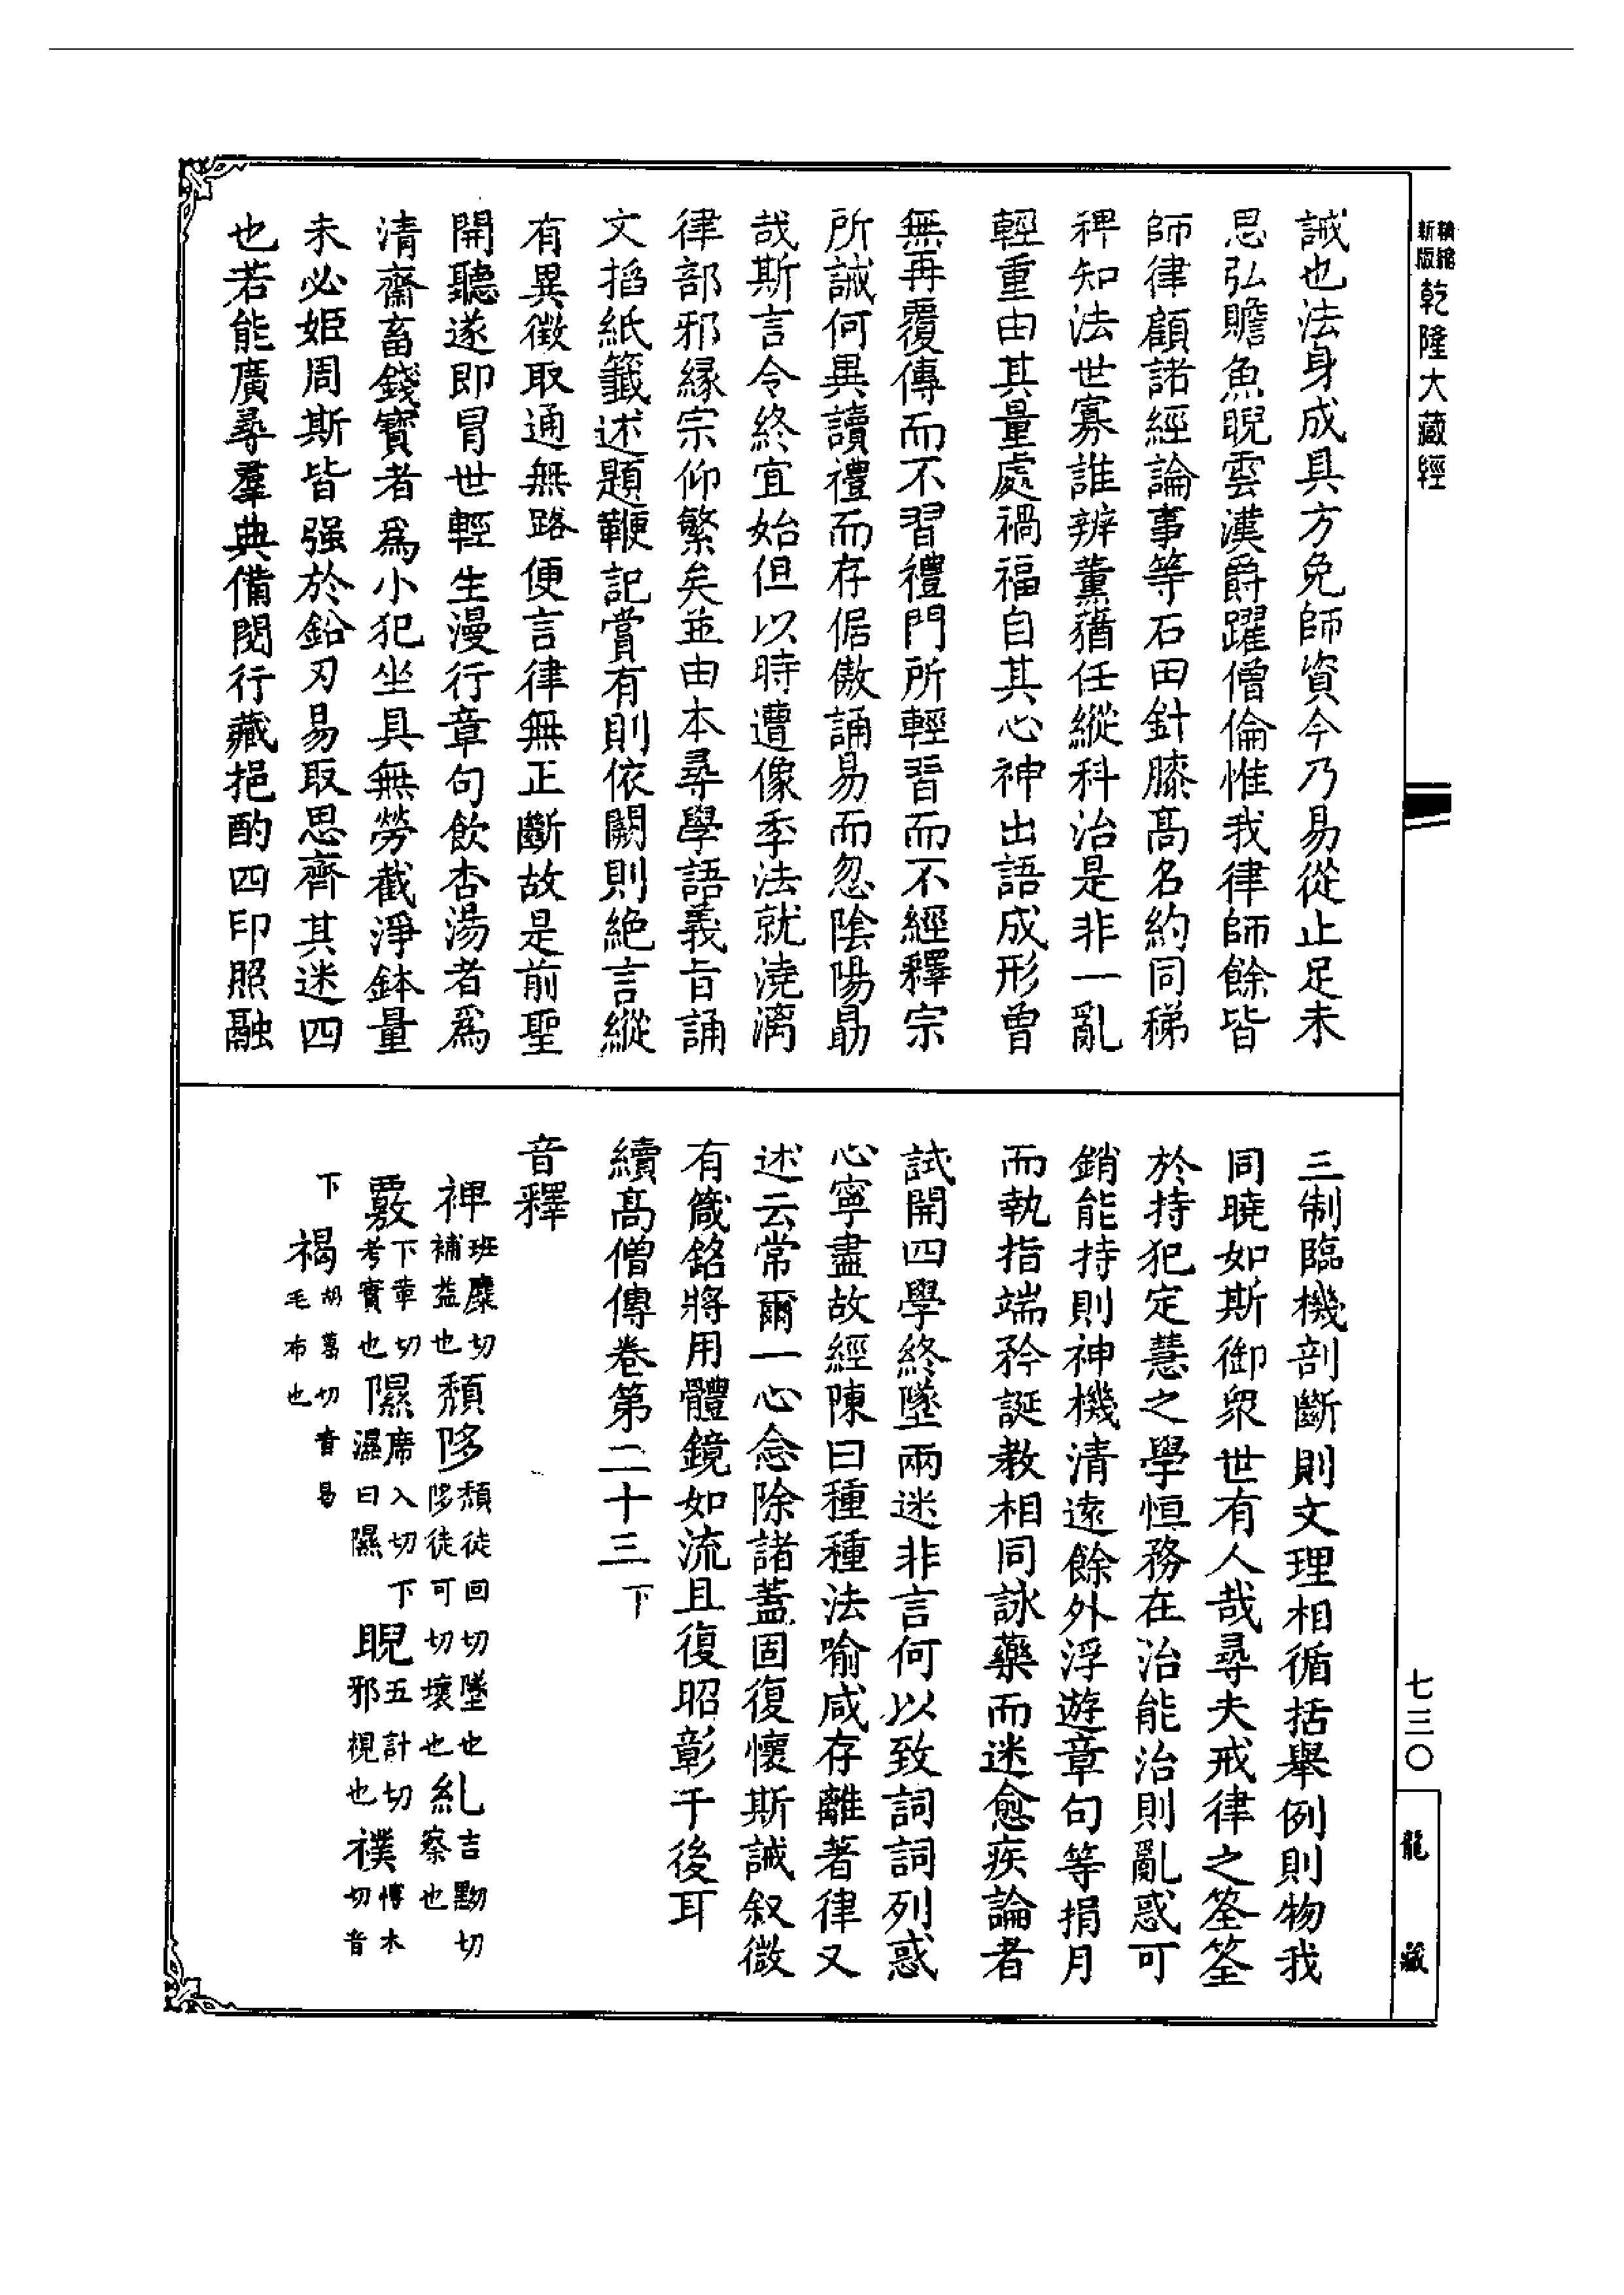 新版精縮
乾隆大藏經
誠也法身成具方免師資今乃易從止足未
思弘贍魚睨雲漢爵躍僧倫惟我律師餘皆
師律顧諸經論事等石田針膝高名約同稊
稗知法世寡誰辨薰蕕任縱科治是非一亂
輕重由其量處禍福自其心神出語成形曾
無再覆傳而不習禮門所輕習而不經釋宗
所誡何異讀禮而存倨傲誦易而忽陰陽勗
哉斯言令終宜始但以時遭像季法就澆漓
律部邪緣宗仰繁矣並由本尋學語義旨誦
文搯紙籤述題鞭記賞有則依闕則絕言縱
有異徵取通無路便言律無正斷故是前聖
開聽遂即冒世輕生漫行章句飲杏湯者爲
清齋畜錢寶者爲小犯坐具無勞截淨鉢量
未必姬周斯皆强於鉛刃易取思齊其迷四
也若能廣尋羣典備閱行藏挹酌四印照融
三制臨機剖斷則文理相循括舉例則物我
同曉如斯御眾世有人哉尋夫戒律之筌筌
於持犯定慧之學恒務在治能治則亂惑可
銷能持則神機清遠餘外浮遊章句等捐月
而執指端矜誕教相同詠藥而迷愈疾論者
試開四學終墜兩迷非言何以致詞詞列惑
心寧盡故經陳曰種種法喻咸存離著律又
述云常爾一心念除諸蓋固復懷斯誡叙微
有箴銘將用體鏡如流且復昭彰于後耳
續高僧傳卷第二十三下
音釋
裨班麋切補益也 頹陊頹徒回切墜也陊徒可切壞也 糺吉黝切察也
覈下革切考實也 隰席入切下濕曰隰 睨五計切邪視也 襆博木切音
下 褐胡葛切音曷毛布也
七三〇
龍藏